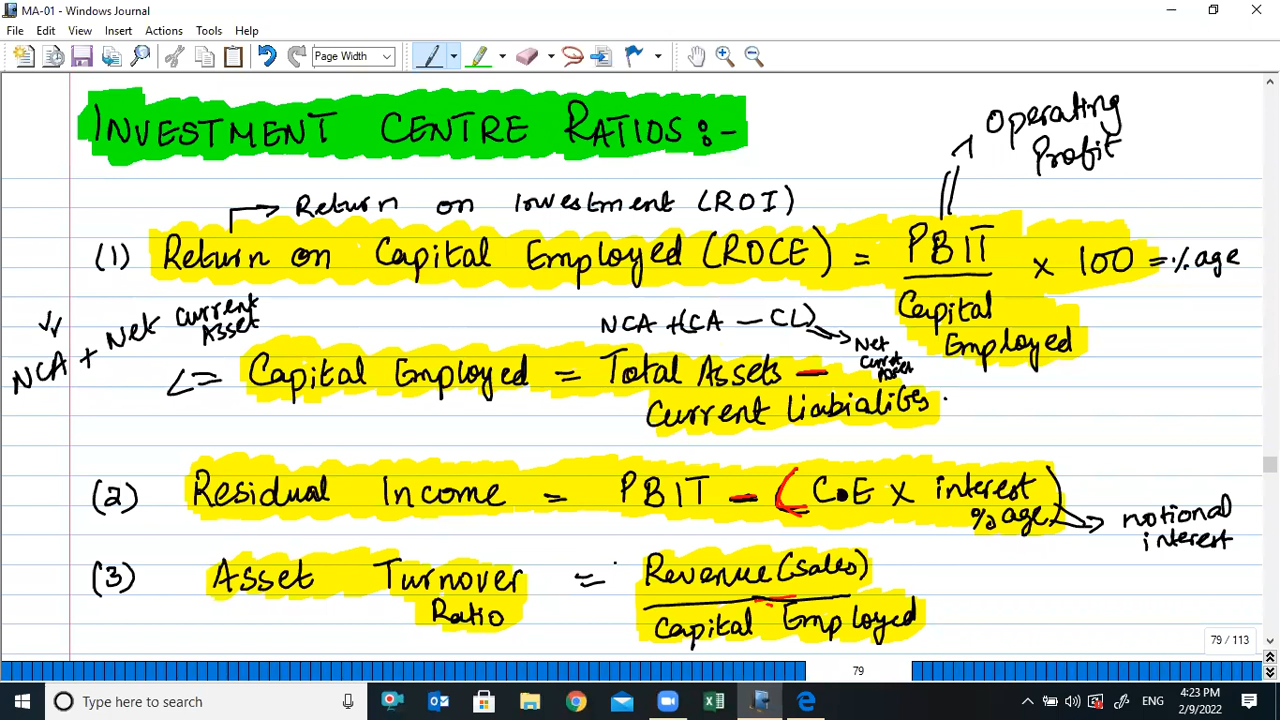 MA-01 - Windows Journal
File Edit View Insert Actions Tools Help
Page Width
INVESTMENT CENTRE RATIOS:-
Operating
Profit
Return on Investment (ROI)
(1) Return on Capital Employed (ROCE) = PBIT × 100 = %age
Capital
Employed
NCA + Net Current
Asset
NCA + (CA - CL)
Net
Current
Asset
Capital Employed = Total Assets -
Current Liabialities
(2) Residual Income = PBIT - (C.E × interest
%age)
notional
interest
(3) Asset Turnover = Revenue (sales)
Ratio
Capital Employed
79 / 113
79
Type here to search
ENG
4:23 PM
2/9/2022